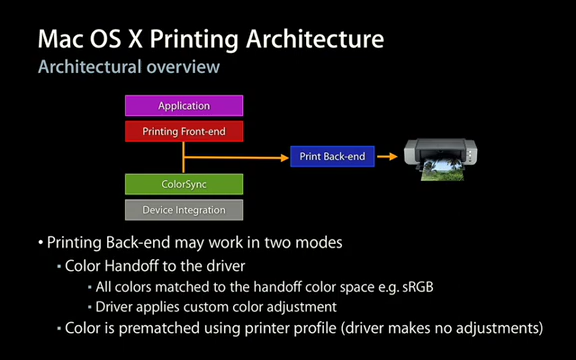 Mac OS X Printing Architecture
Architectural overview
Application
Printing Front-end
Print Back-end
ColorSync
Device Integration
• Printing Back-end may work in two modes
▪ Color Handoff to the driver
▪ All colors matched to the handoff color space e.g. sRGB
▪ Driver applies custom color adjustment
▪ Color is prematched using printer profile (driver makes no adjustments)